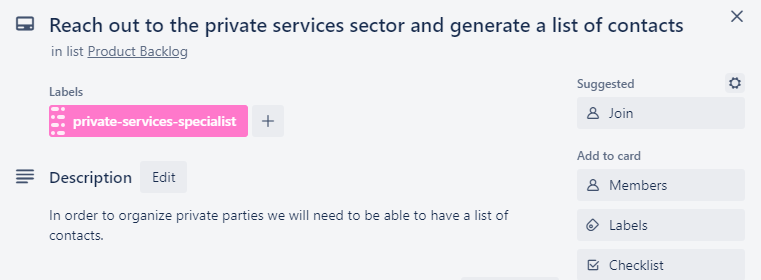 Reach out to the private services sector and generate a list of contacts
in list Product Backlog
Labels
private-services-specialist
Suggested
Join
Description
Edit
Add to card
Members
In order to organize private parties we will need to be able to have a list of
contacts.
Labels
Checklist